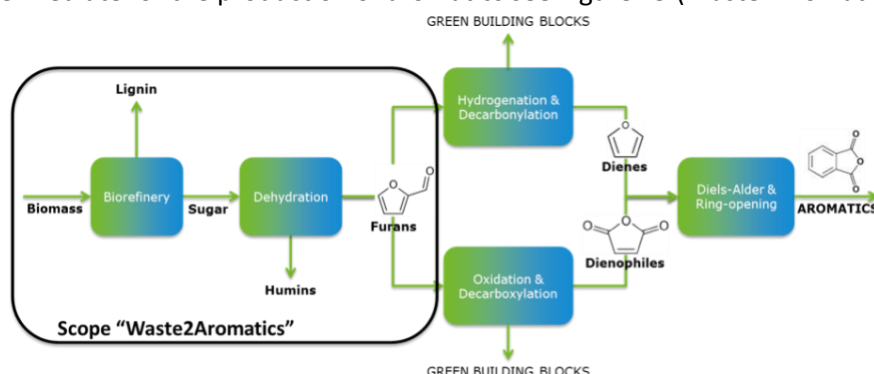 GREEN BUILDING BLOCKS
Lignin
Hydrogenation &
Decarbonylation
O
Dienes
O
O
O
Biorefinery
Dehydration
O
O
Diels-Alder &
Ring-opening
Biomass
Sugar
Furans
AROMATICS
O
O
O
Dienophiles
Humins
Oxidation &
Decarboxylation
Scope “Waste2Aromatics”
GREEN BUILDING BLOCKS